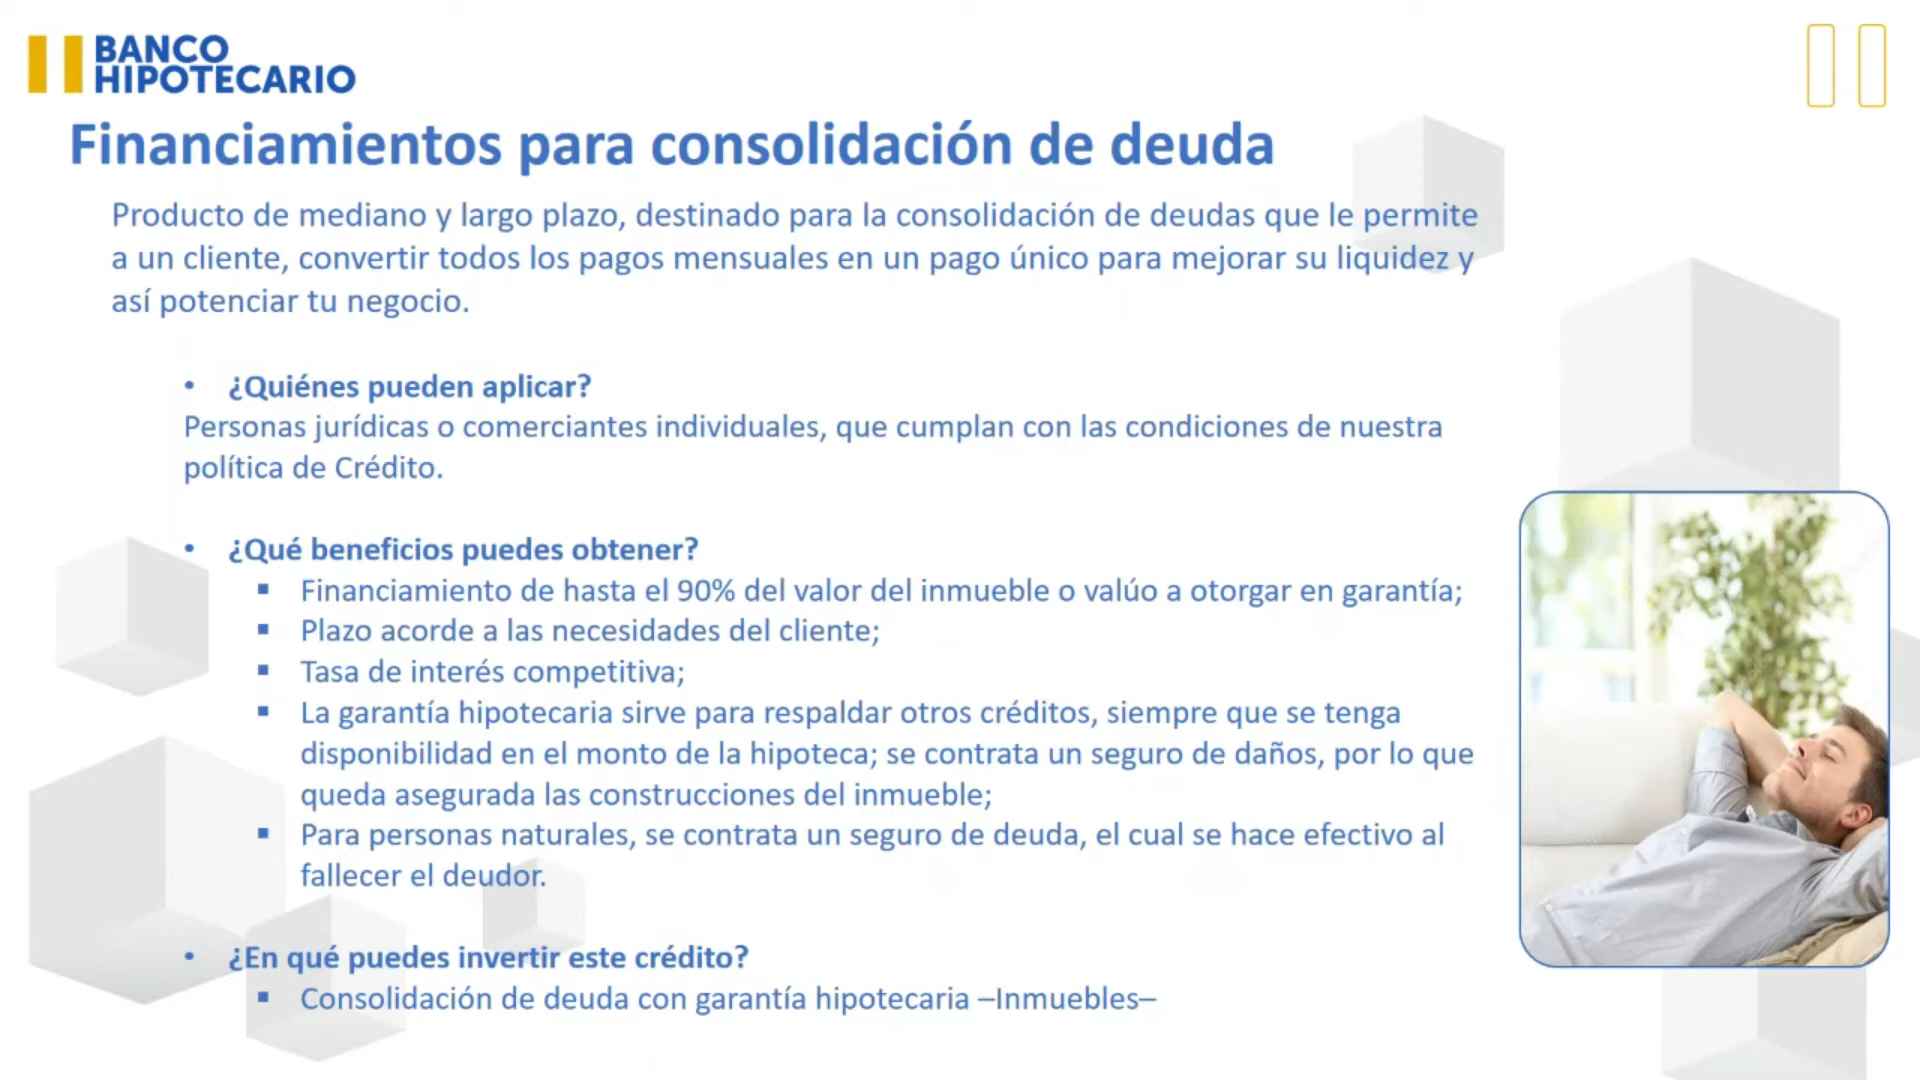 BANCO
HIPOTECARIO
Financiamientos para consolidación de deuda
Producto de mediano y largo plazo, destinado para la consolidación de deudas que le permite
a un cliente, convertir todos los pagos mensuales en un pago único para mejorar su liquidez y
así potenciar tu negocio.
• ¿Quiénes pueden aplicar?
Personas jurídicas o comerciantes individuales, que cumplan con las condiciones de nuestra
política de Crédito.
• ¿Qué beneficios puedes obtener?
▪ Financiamiento de hasta el 90% del valor del inmueble o valúo a otorgar en garantía;
▪ Plazo acorde a las necesidades del cliente;
▪ Tasa de interés competitiva;
▪ La garantía hipotecaria sirve para respaldar otros créditos, siempre que se tenga
disponibilidad en el monto de la hipoteca; se contrata un seguro de daños, por lo que
queda asegurada las construcciones del inmueble;
▪ Para personas naturales, se contrata un seguro de deuda, el cual se hace efectivo al
fallecer el deudor.
• ¿En qué puedes invertir este crédito?
▪ Consolidación de deuda con garantía hipotecaria –Inmuebles–